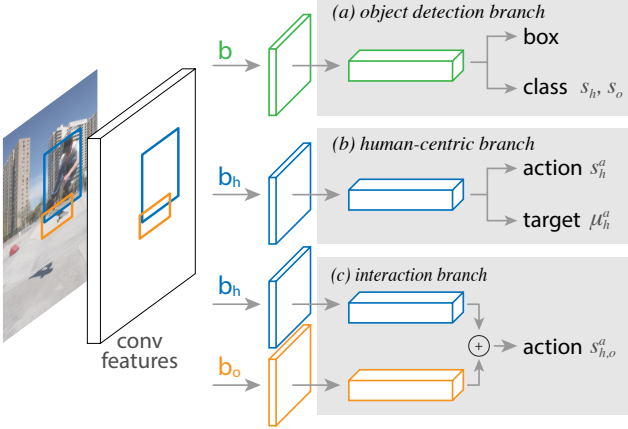 (a) object detection branch
b
box
class s_h, s_o
(b) human-centric branch
b_h
action s_h^a
target μ_h^a
(c) interaction branch
b_h
b_o
+
action s_{h,o}^a
conv
features